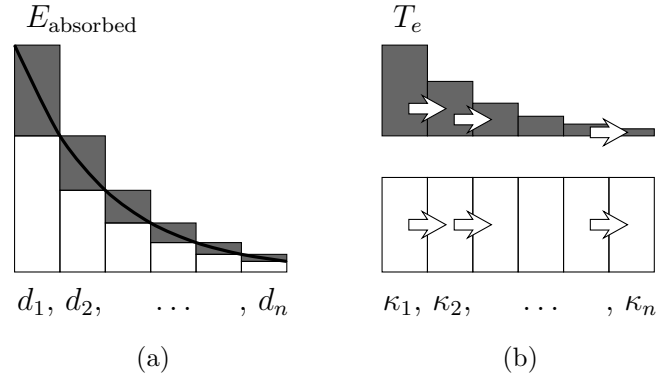 E_absorbed
T_e
d_1, d_2, ... , d_n
κ_1, κ_2, ... , κ_n
(a)
(b)